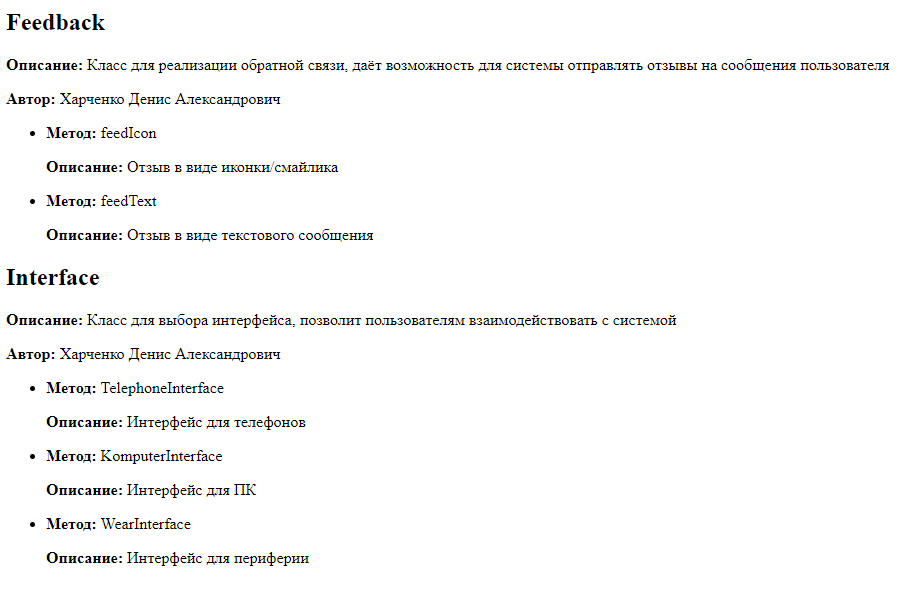 Feedback
Описание: Класс для реализации обратной связи, даёт возможность для системы отправлять отзывы на сообщения пользователя
Автор: Харченко Денис Александрович
• Метод: feedIcon
Описание: Отзыв в виде иконки/смайлика
• Метод: feedText
Описание: Отзыв в виде текстового сообщения
Interface
Описание: Класс для выбора интерфейса, позволит пользователям взаимодействовать с системой
Автор: Харченко Денис Александрович
• Метод: TelephoneInterface
Описание: Интерфейс для телефонов
• Метод: KomputerInterface
Описание: Интерфейс для ПК
• Метод: WearInterface
Описание: Интерфейс для периферии